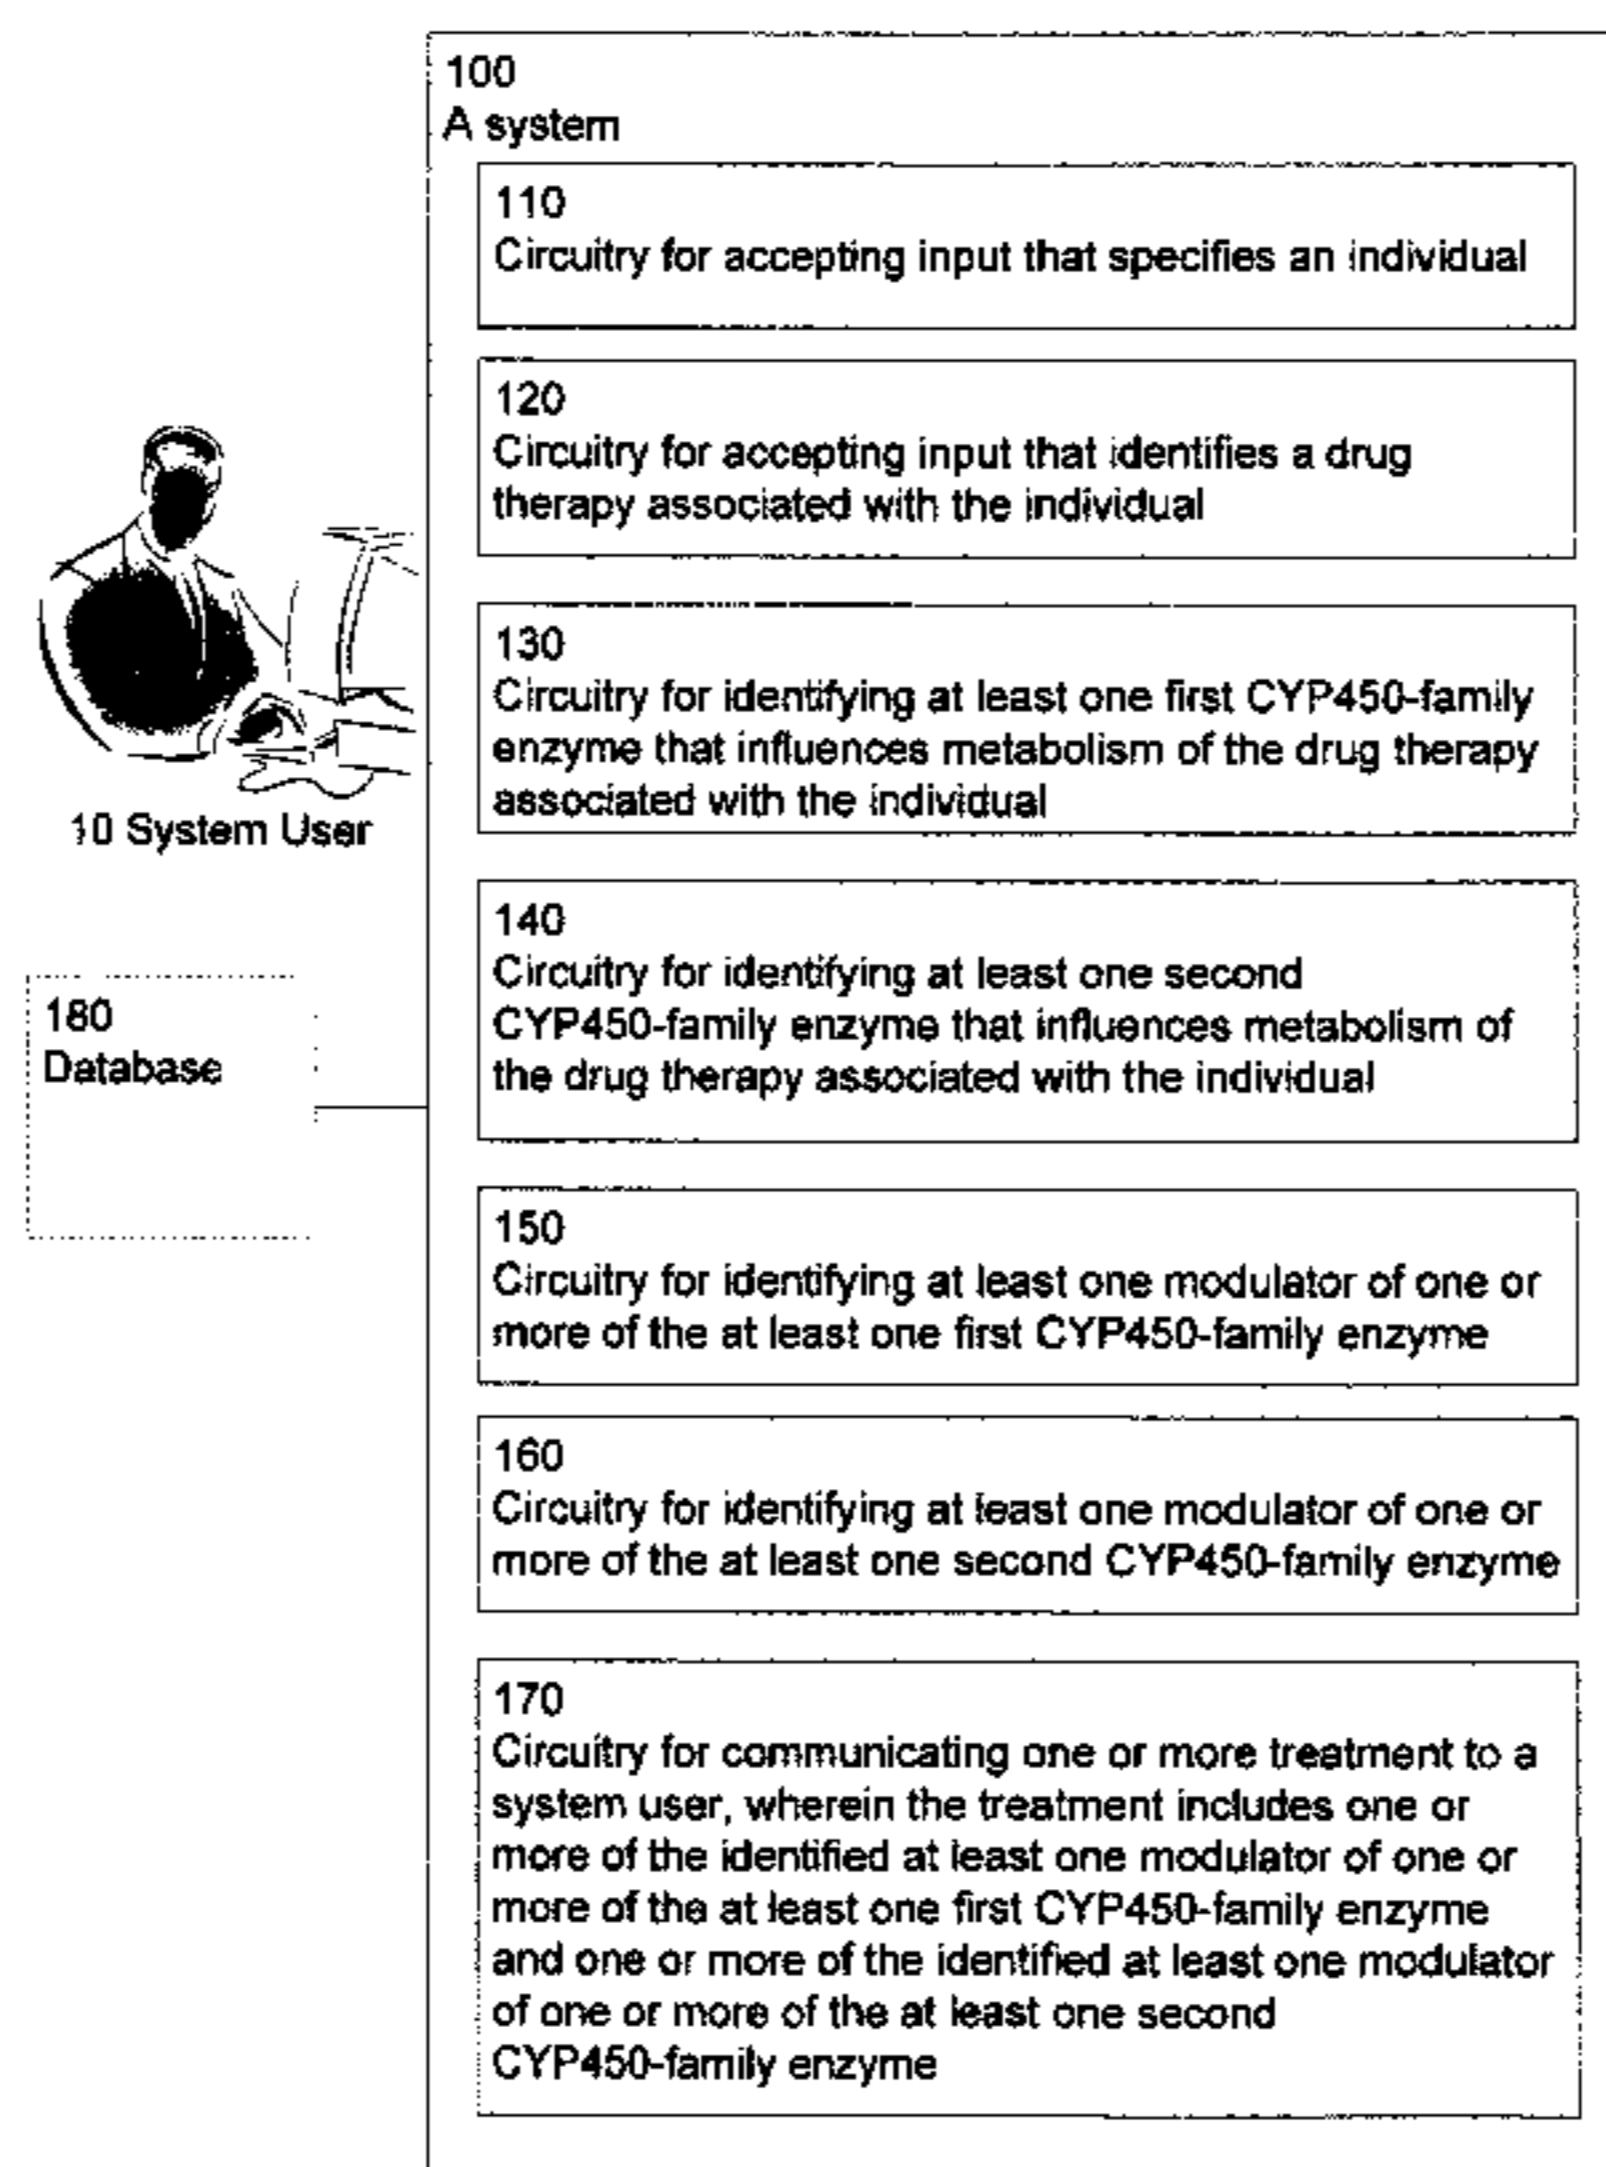 100
A system
110
Circuitry for accepting input that specifies an individual
120
Circuitry for accepting input that identifies a drug
therapy associated with the individual
130
Circuitry for identifying at least one first CYP450-family
enzyme that influences metabolism of the drug therapy
associated with the individual
10 System User
140
Circuitry for identifying at least one second
CYP450-family enzyme that influences metabolism of
the drug therapy associated with the individual
180
Database
150
Circuitry for identifying at least one modulator of one or
more of the at least one first CYP450-family enzyme
160
Circuitry for identifying at least one modulator of one or
more of the at least one second CYP450-family enzyme
170
Circuitry for communicating one or more treatment to a
system user, wherein the treatment includes one or
more of the identified at least one modulator of one or
more of the at least one first CYP450-family enzyme
and one or more of the identified at least one modulator
of one or more of the at least one second
CYP450-family enzyme